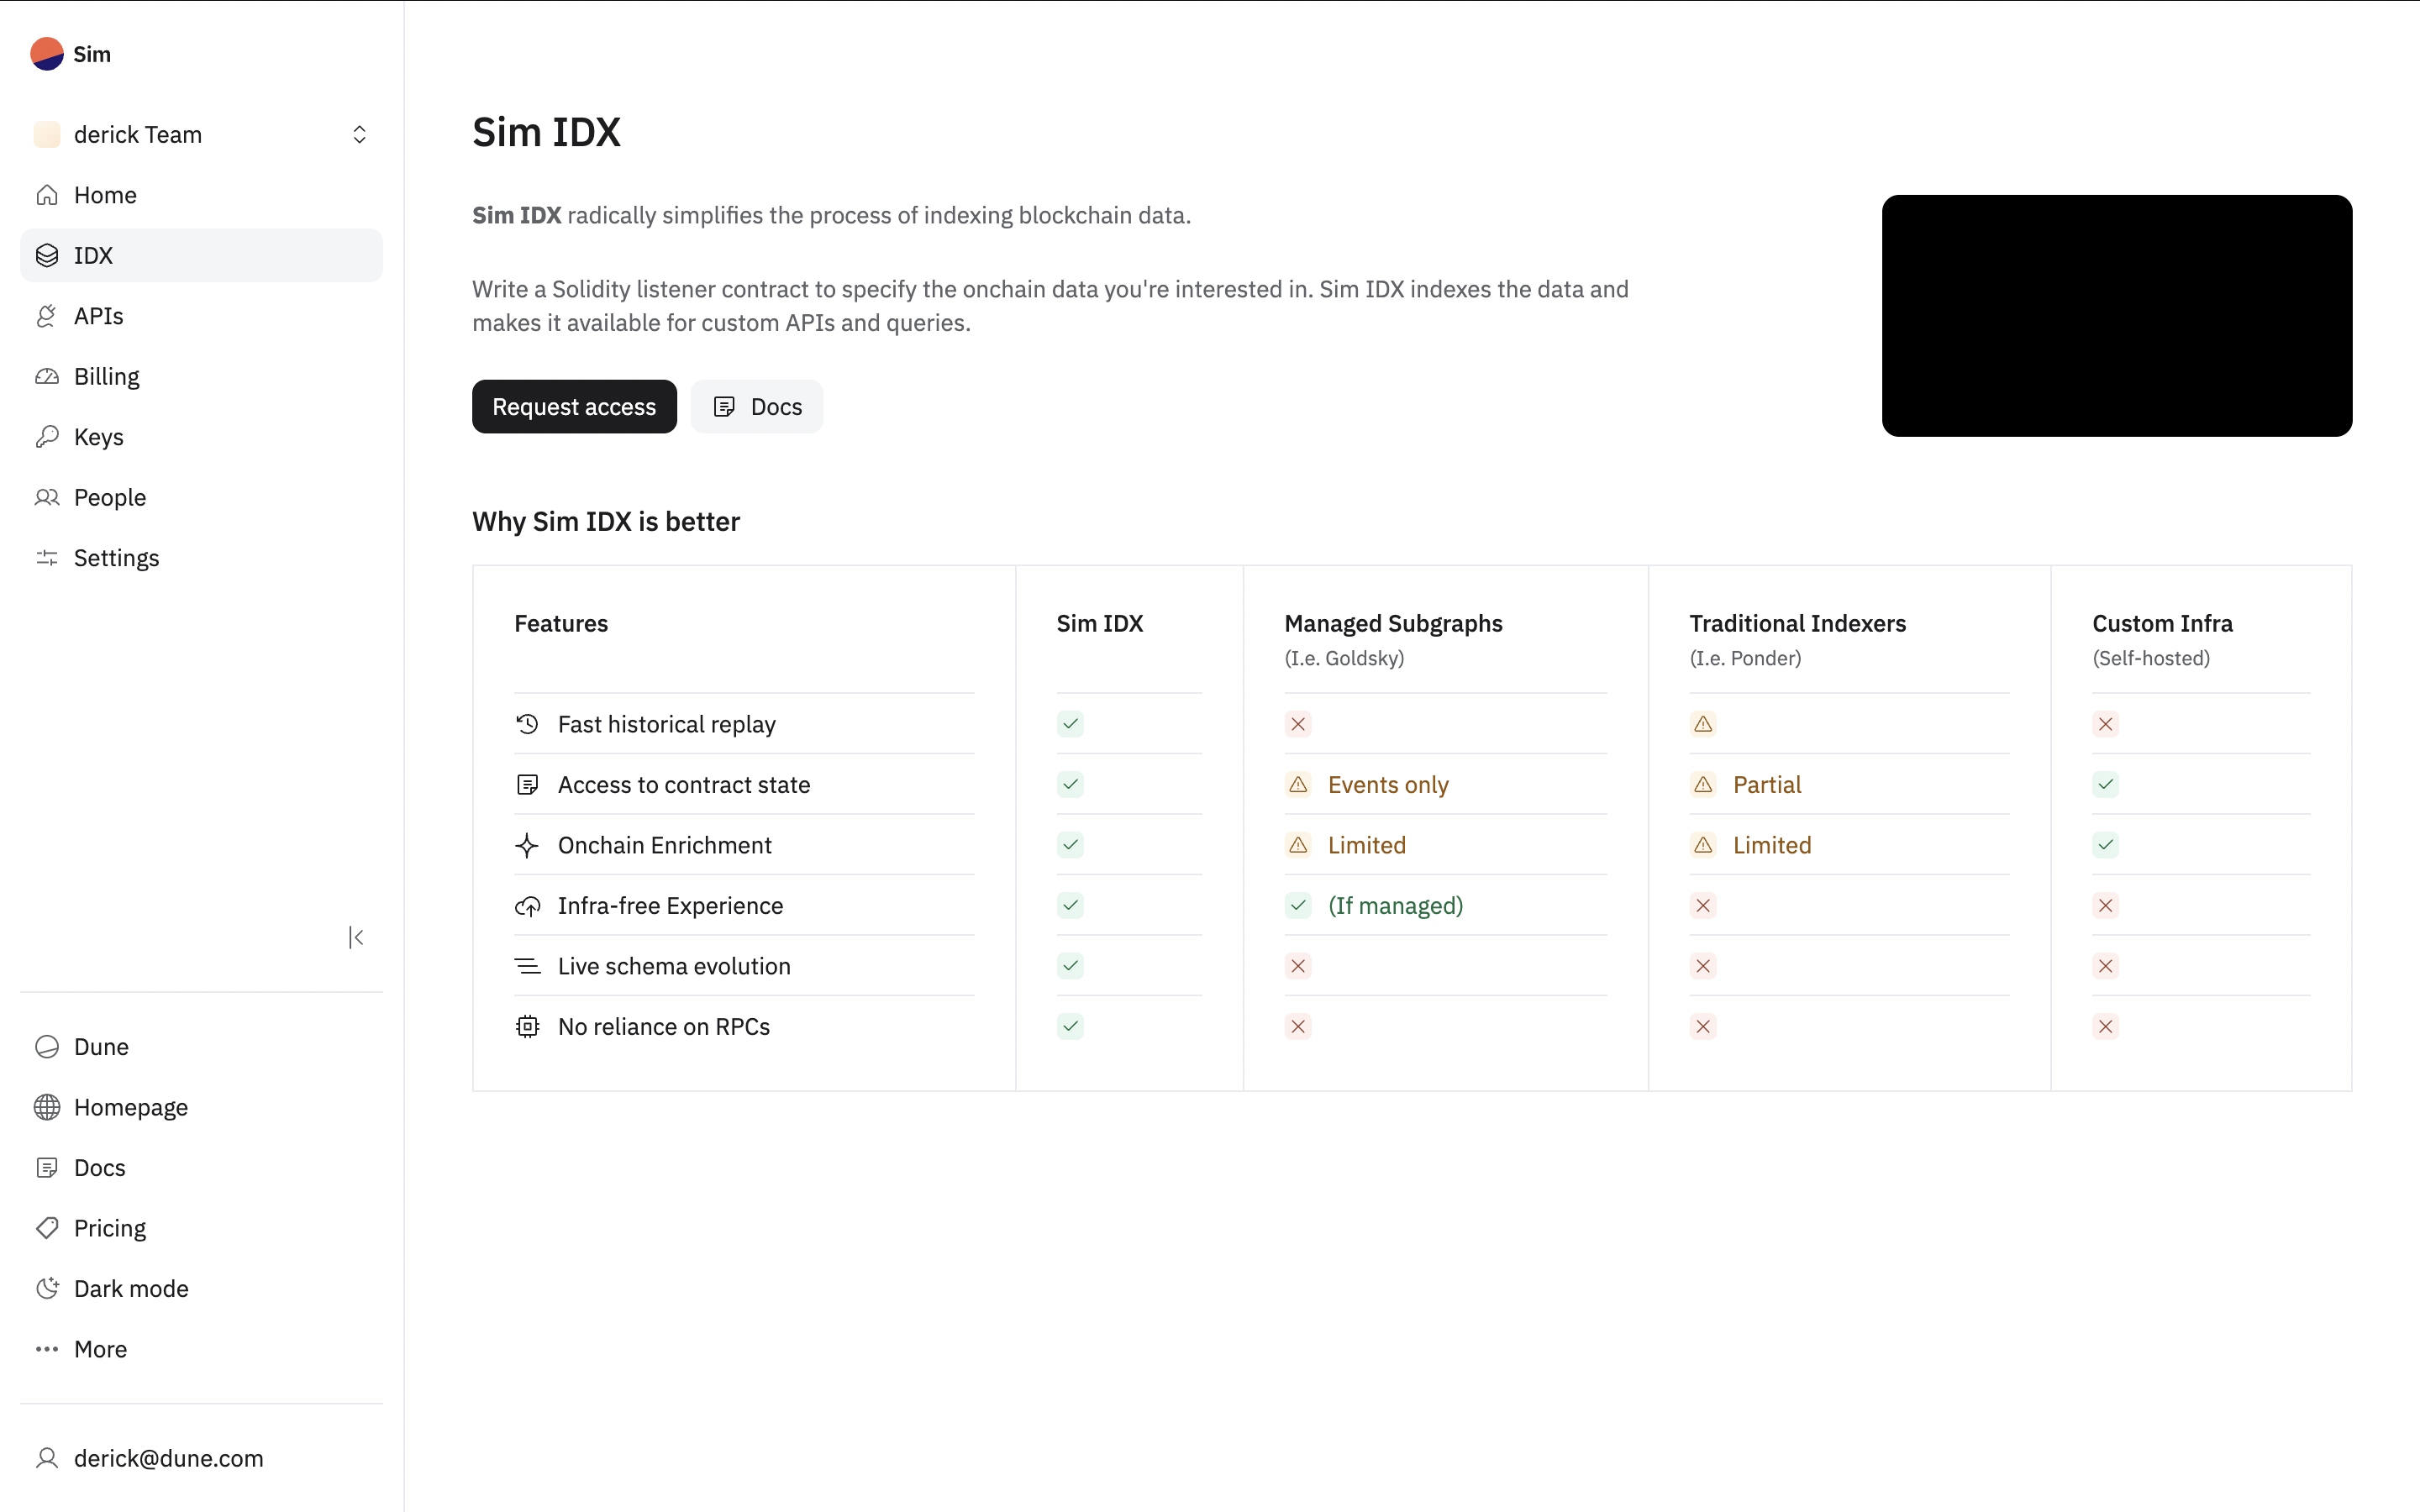 Sim
derick Team
Home
IDX
APIs
Billing
Keys
People
Settings
Dune
Homepage
Docs
Pricing
Dark mode
More
derick@dune.com
Sim IDX
Sim IDX radically simplifies the process of indexing blockchain data.
Write a Solidity listener contract to specify the onchain data you're interested in. Sim IDX indexes the data and
makes it available for custom APIs and queries.
Request access
Docs
Why Sim IDX is better
Features
Sim IDX
Managed Subgraphs
(I.e. Goldsky)
Traditional Indexers
(I.e. Ponder)
Custom Infra
(Self-hosted)
Fast historical replay
Access to contract state
Events only
Partial
Onchain Enrichment
Limited
Limited
Infra-free Experience
(If managed)
Live schema evolution
No reliance on RPCs